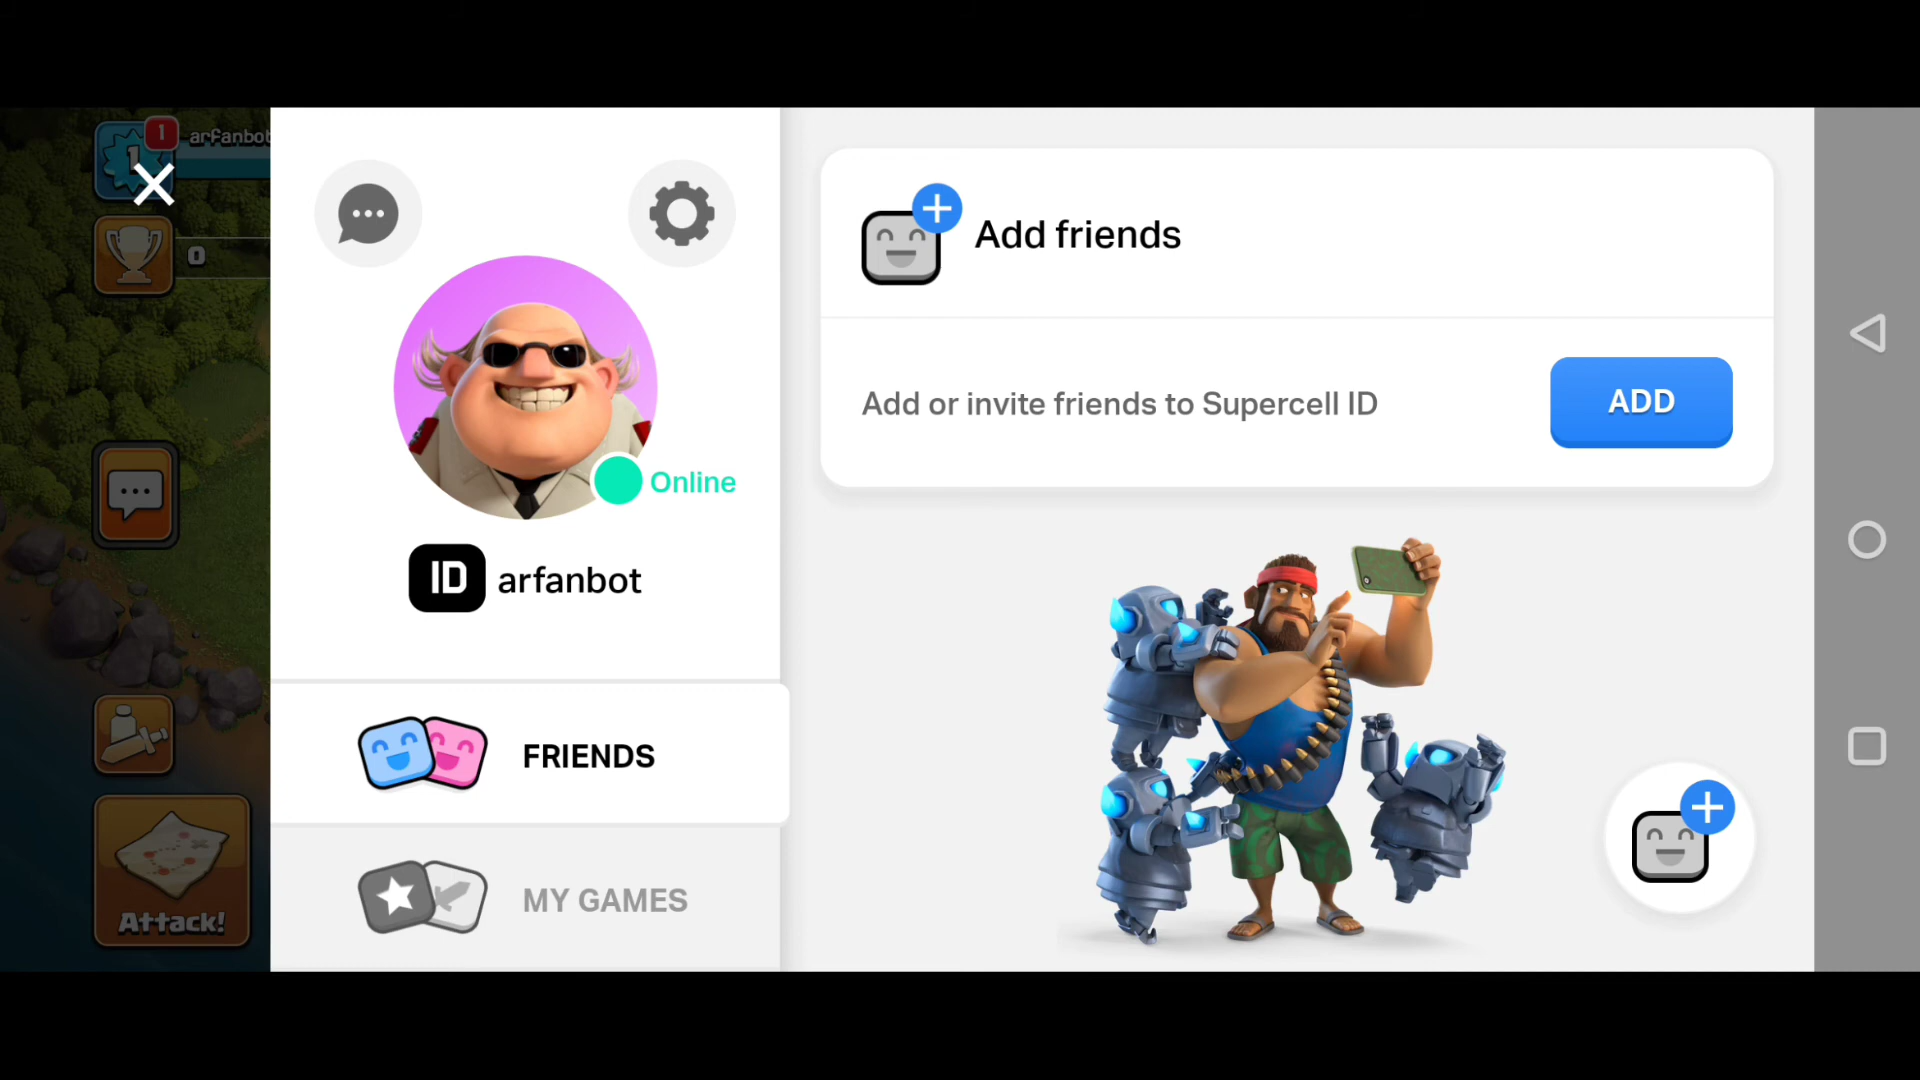 1
1
arfanbot
0
Attack!
Online
ID arfanbot
FRIENDS
MY GAMES
Add friends
Add or invite friends to Supercell ID
ADD